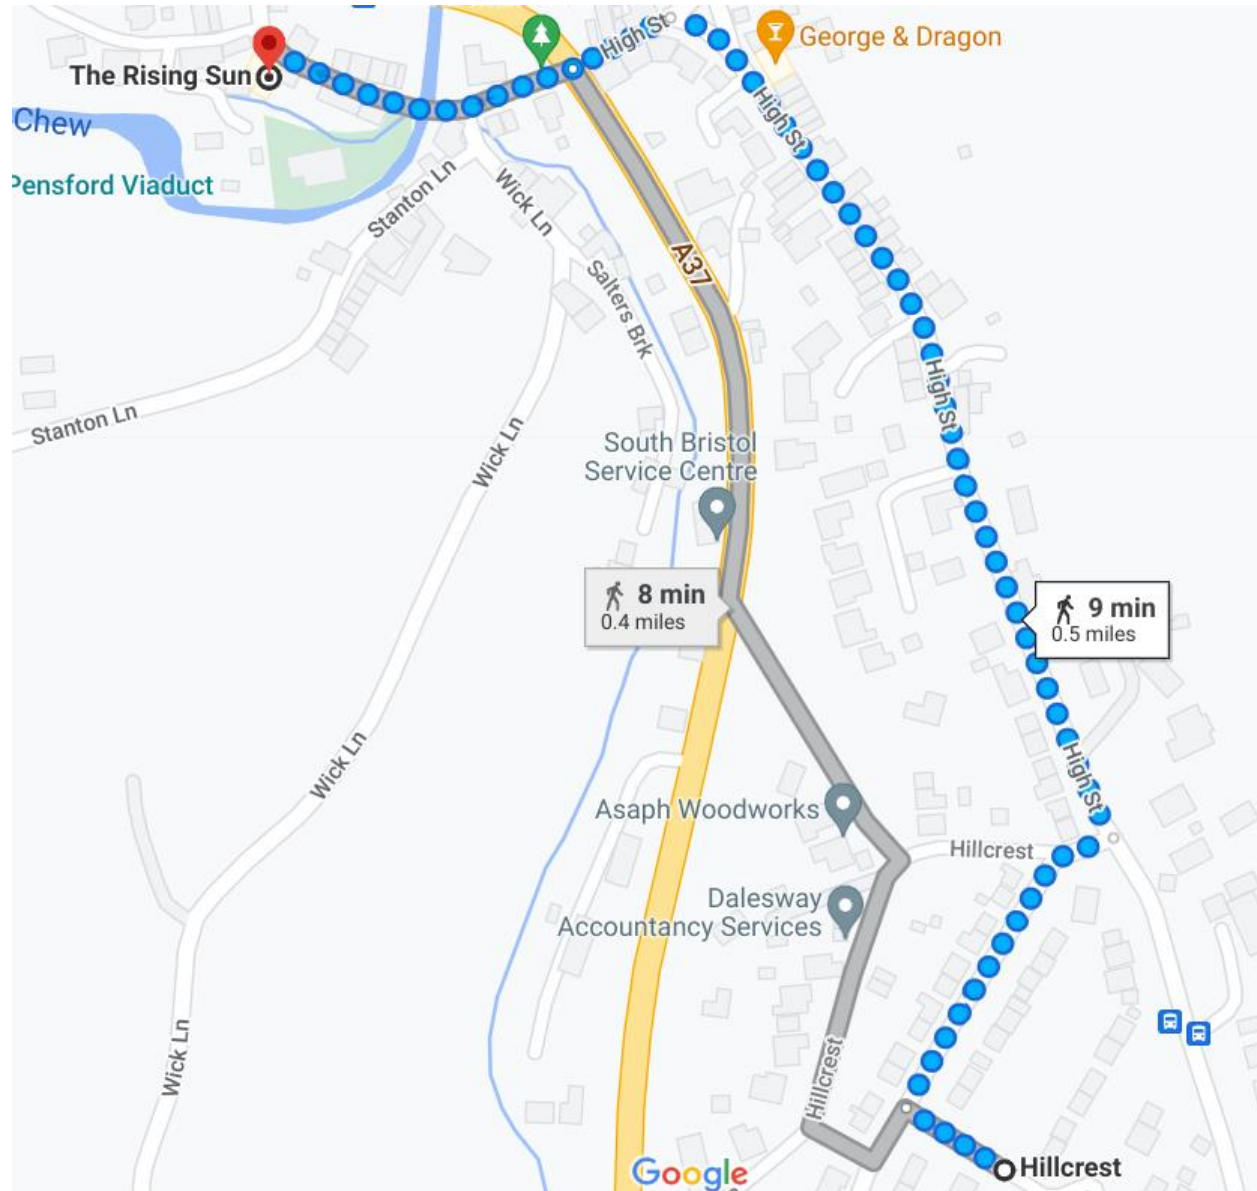 High St
George & Dragon
The Rising Sun
High St
Chew
Pensford Viaduct
Stanton Ln
Wick Ln
A37
Salters Brk
High St
Stanton Ln
South Bristol
Service Centre
Wick Ln
8 min
0.4 miles
9 min
0.5 miles
Wick Ln
High St
Asaph Woodworks
Hillcrest
Dalesway
Accountancy Services
Wick Ln
Hillcrest
Google
Hillcrest